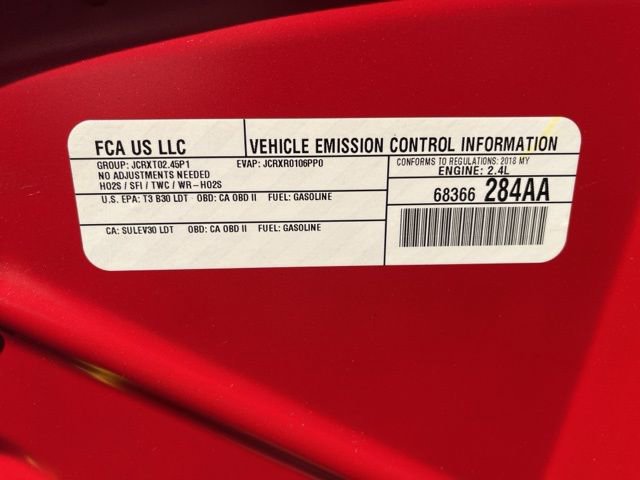 FCA US LLC
VEHICLE EMISSION CONTROL INFORMATION
GROUP: JCRXT02.45P1 EVAP: JCRXR0106PP0
NO ADJUSTMENTS NEEDED
HO2S / SFI / TWC / WR-HO2S
CONFORMS TO REGULATIONS: 2018 MY
ENGINE: 2.4L
U.S. EPA: T3 B30 LDT OBD: CA OBD II FUEL: GASOLINE
68366 284AA
CA: SULEV30 LDT OBD: CA OBD II FUEL: GASOLINE